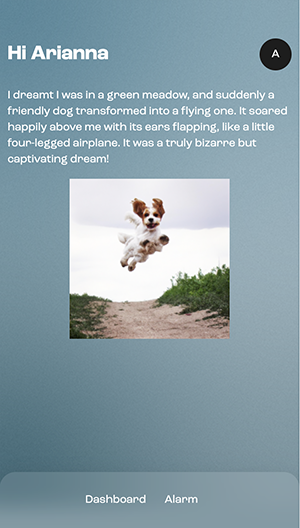 Hi Arianna
A
I dreamt I was in a green meadow, and suddenly a
friendly dog transformed into a flying one. It soared
happily above me with its ears flapping, like a little
four-legged airplane. It was a truly bizarre but
captivating dream!
Dashboard Alarm